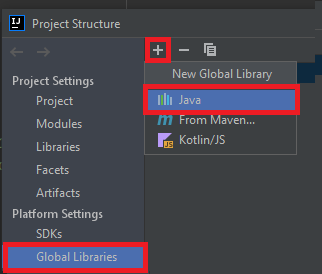 IJ
Project Structure
New Global Library
Project Settings
Java
Project
From Maven...
Modules
Kotlin/JS
Libraries
Facets
Artifacts
Platform Settings
SDKs
Global Libraries